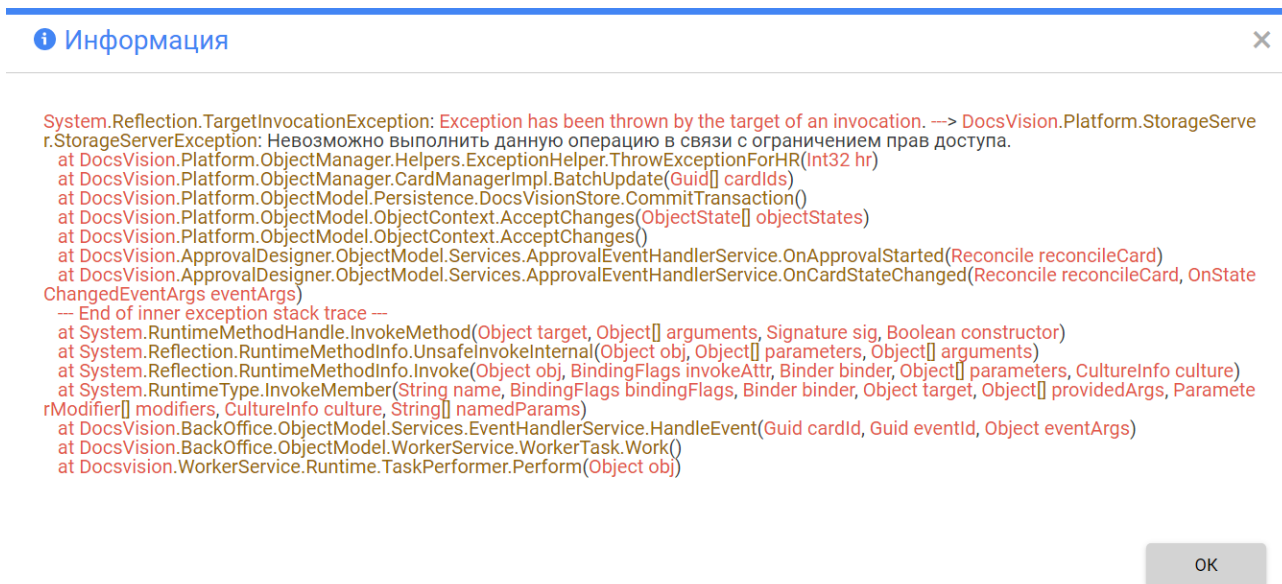 Информация
System.Reflection.TargetInvocationException: Exception has been thrown by the target of an invocation. ---> DocsVision.Platform.StorageServe
r.StorageServerException: Невозможно выполнить данную операцию в связи с ограничением прав доступа.
at DocsVision.Platform.ObjectManager.Helpers.ExceptionHelper.ThrowExceptionForHR(Int32 hr)
at DocsVision.Platform.ObjectManager.CardManagerImpl.BatchUpdate(Guid[] cardIds)
at DocsVision.Platform.ObjectModel.Persistence.DocsVisionStore.CommitTransaction()
at DocsVision.Platform.ObjectModel.ObjectContext.AcceptChanges(ObjectState[] objectStates)
at DocsVision.Platform.ObjectModel.ObjectContext.AcceptChanges()
at DocsVision.ApprovalDesigner.ObjectModel.Services.ApprovalEventHandlerService.OnApprovalStarted(Reconcile reconcileCard)
at DocsVision.ApprovalDesigner.ObjectModel.Services.ApprovalEventHandlerService.OnCardStateChanged(Reconcile reconcileCard, OnState
ChangedEventArgs eventArgs)
--- End of inner exception stack trace ---
at System.RuntimeMethodHandle.InvokeMethod(Object target, Object[] arguments, Signature sig, Boolean constructor)
at System.Reflection.RuntimeMethodInfo.UnsafeInvokeInternal(Object obj, Object[] parameters, Object[] arguments)
at System.Reflection.RuntimeMethodInfo.Invoke(Object obj, BindingFlags invokeAttr, Binder binder, Object[] parameters, CultureInfo culture)
at System.RuntimeType.InvokeMember(String name, BindingFlags bindingFlags, Binder binder, Object target, Object[] providedArgs, Paramete
rModifier[] modifiers, CultureInfo culture, String[] namedParams)
at DocsVision.BackOffice.ObjectModel.Services.EventHandlerService.HandleEvent(Guid cardId, Guid eventId, Object eventArgs)
at DocsVision.BackOffice.ObjectModel.WorkerService.WorkerTask.Work()
at Docsvision.WorkerService.Runtime.TaskPerformer.Perform(Object obj)
ОК